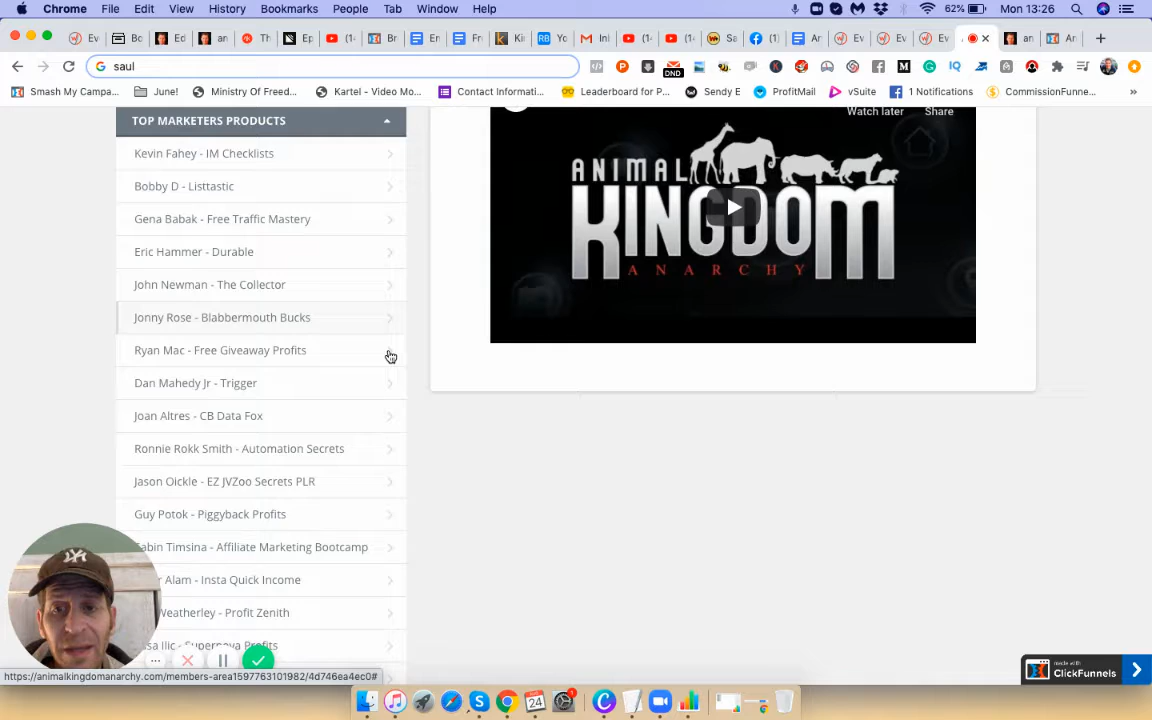 Chrome File Edit View History Bookmarks People Tab Window Help 62% Mon 13:26
saul
DND
Smash My Campa... June! Ministry Of Freed... Kartel - Video Mo... Contact Informati... Leaderboard for P... Sendy E ProfitMail vSuite 1 Notifications CommissionFunne...
TOP MARKETERS PRODUCTS
Kevin Fahey - IM Checklists
Bobby D - Listtastic
Gena Babak - Free Traffic Mastery
Eric Hammer - Durable
John Newman - The Collector
Jonny Rose - Blabbermouth Bucks
Ryan Mac - Free Giveaway Profits
Dan Mahedy Jr - Trigger
Joan Altres - CB Data Fox
Ronnie Rokk Smith - Automation Secrets
Jason Oickle - EZ JVZoo Secrets PLR
Guy Potok - Piggyback Profits
Timsina - Affiliate Marketing Bootcamp
Alam - Insta Quick Income
Weatherley - Profit Zenith
Ilic - Supernova Profits
Watch later Share
ANIMAL
KINGDOM
ANARCHY
made with
ClickFunnels
https://animalkingdomanarchy.com/members-area1597763101982/4d746ea4ec0#